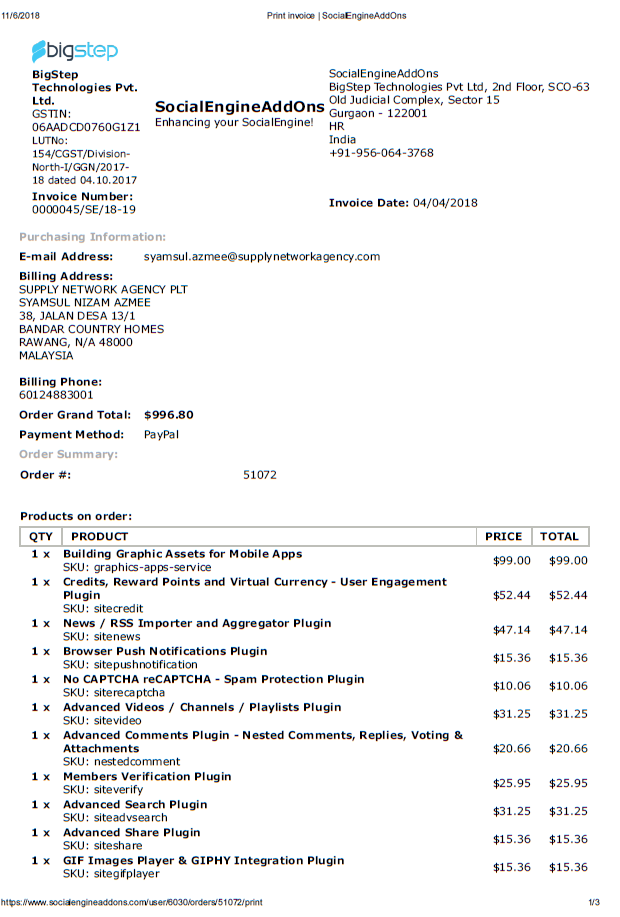 11/6/2018
Print invoice | SocialEngineAddOns
bigstep
BigStep
Technologies Pvt.
Ltd.
GSTIN:
06AADCD0760G1Z1
LUTNo:
154/CGST/Division-
North-I/GGN/2017-
18 dated 04.10.2017
Invoice Number:
0000045/SE/18-19
SocialEngineAddOns
Enhancing your SocialEngine!
SocialEngineAddOns
BigStep Technologies Pvt Ltd, 2nd Floor, SCO-63
Old Judicial Complex, Sector 15
Gurgaon - 122001
HR
India
+91-956-064-3768
Invoice Date: 04/04/2018
Purchasing Information:
E-mail Address: syamsul.azmee@supplynetworkagency.com
Billing Address:
SUPPLY NETWORK AGENCY PLT
SYAMSUL NIZAM AZMEE
38, JALAN DESA 13/1
BANDAR COUNTRY HOMES
RAWANG, N/A 48000
MALAYSIA
Billing Phone:
60124883001
Order Grand Total: $996.80
Payment Method: PayPal
Order Summary:
Order #: 51072
Products on order:
QTY PRODUCT PRICE TOTAL
1 x Building Graphic Assets for Mobile Apps $99.00 $99.00
SKU: graphics-apps-service
1 x Credits, Reward Points and Virtual Currency - User Engagement
Plugin $52.44 $52.44
SKU: sitecredit
1 x News / RSS Importer and Aggregator Plugin $47.14 $47.14
SKU: sitenews
1 x Browser Push Notifications Plugin $15.36 $15.36
SKU: sitepushnotification
1 x No CAPTCHA reCAPTCHA - Spam Protection Plugin $10.06 $10.06
SKU: siterecaptcha
1 x Advanced Videos / Channels / Playlists Plugin $31.25 $31.25
SKU: sitevideo
1 x Advanced Comments Plugin - Nested Comments, Replies, Voting &
Attachments $20.66 $20.66
SKU: nestedcomment
1 x Members Verification Plugin $25.95 $25.95
SKU: siteverify
1 x Advanced Search Plugin $31.25 $31.25
SKU: siteadvsearch
1 x Advanced Share Plugin $15.36 $15.36
SKU: siteshare
1 x GIF Images Player & GIPHY Integration Plugin $15.36 $15.36
SKU: sitegifplayer
https://www.socialengineaddons.com/user/6030/orders/51072/print
1/3